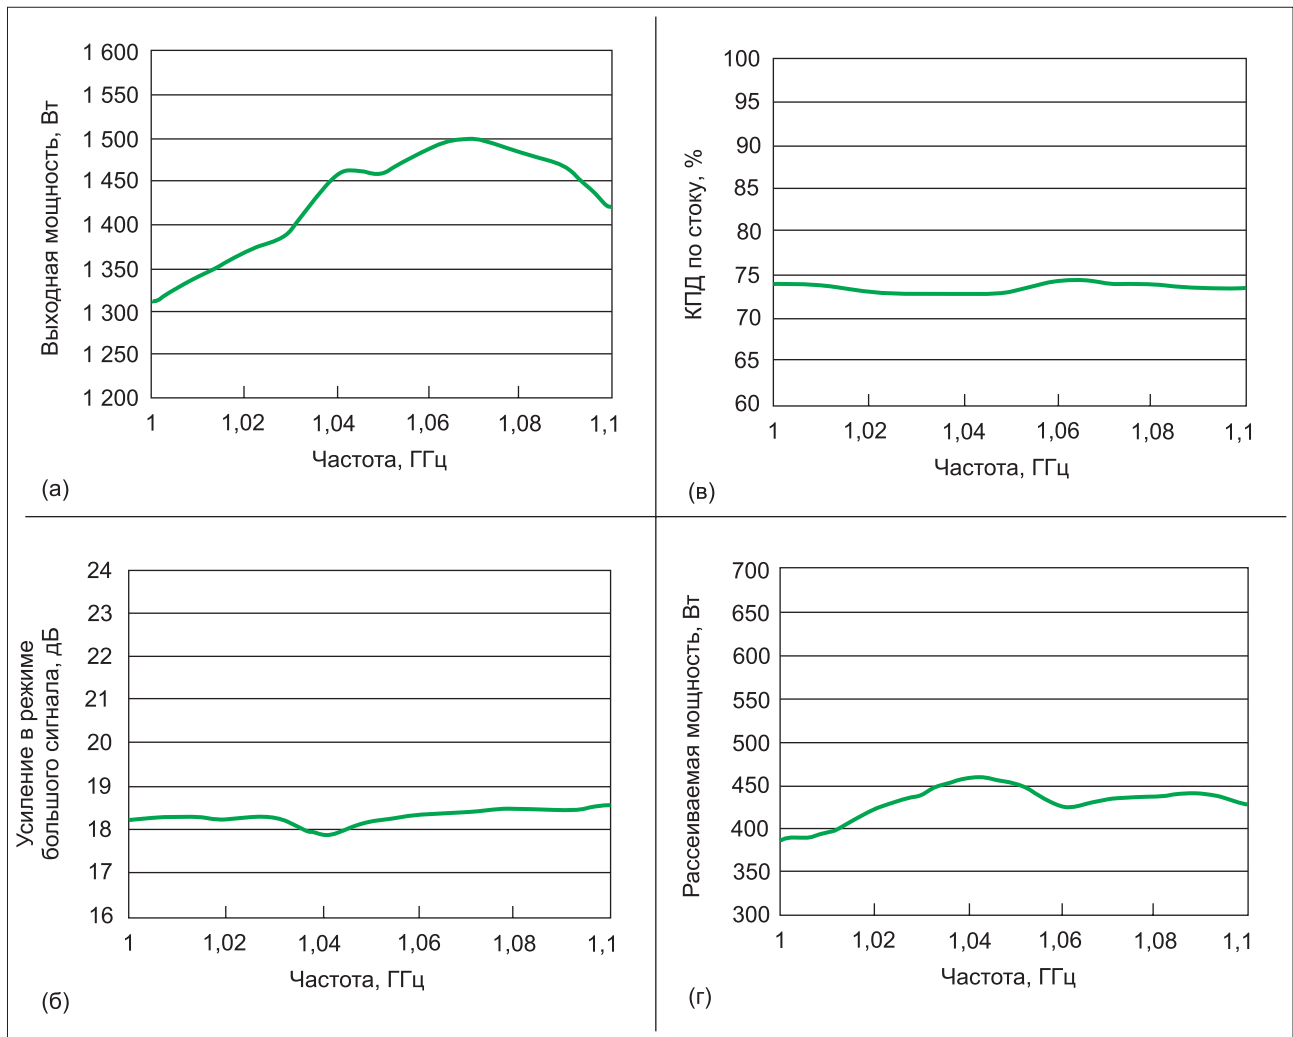 1 600
1 550
1 500
1 450
1 400
1 350
1 300
1 250
1 200
Выходная мощность, Вт
1 1,02 1,04 1,06 1,08 1,1
Частота, ГГц
(а)
100
95
90
85
80
75
70
65
60
КПД по стоку, %
1 1,02 1,04 1,06 1,08 1,1
Частота, ГГц
(в)
24
23
22
21
20
19
18
17
16
Усиление в режиме
большого сигнала, дБ
1 1,02 1,04 1,06 1,08 1,1
Частота, ГГц
(б)
700
650
600
550
500
450
400
350
300
Рассеиваемая мощность, Вт
1 1,02 1,04 1,06 1,08 1,1
Частота, ГГц
(г)